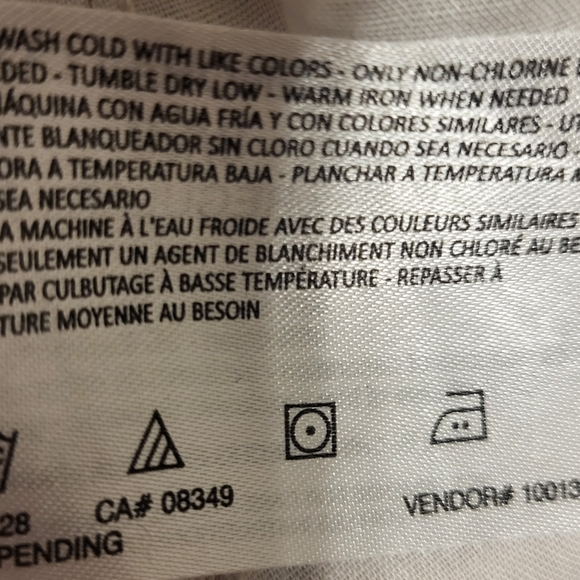 WASH COLD WITH LIKE COLORS - ONLY NON-CHLORINE
DED - TUMBLE DRY LOW - WARM IRON WHEN NEEDED
MÁQUINA CON AGUA FRÍA Y CON COLORES SIMILARES - UT
NTE BLANQUEADOR SIN CLORO CUANDO SEA NECESARIO -
ORA A TEMPERATURA BAJA - PLANCHAR A TEMPERATURA
SEA NECESARIO
A MACHINE À L'EAU FROIDE AVEC DES COULEURS SIMILAIRES
SEULEMENT UN AGENT DE BLANCHIMENT NON CHLORÉ AU BE
PAR CULBUTAGE À BASSE TEMPÉRATURE - REPASSER À
TURE MOYENNE AU BESOIN
28 CA# 08349 VENDOR# 10013
PENDING